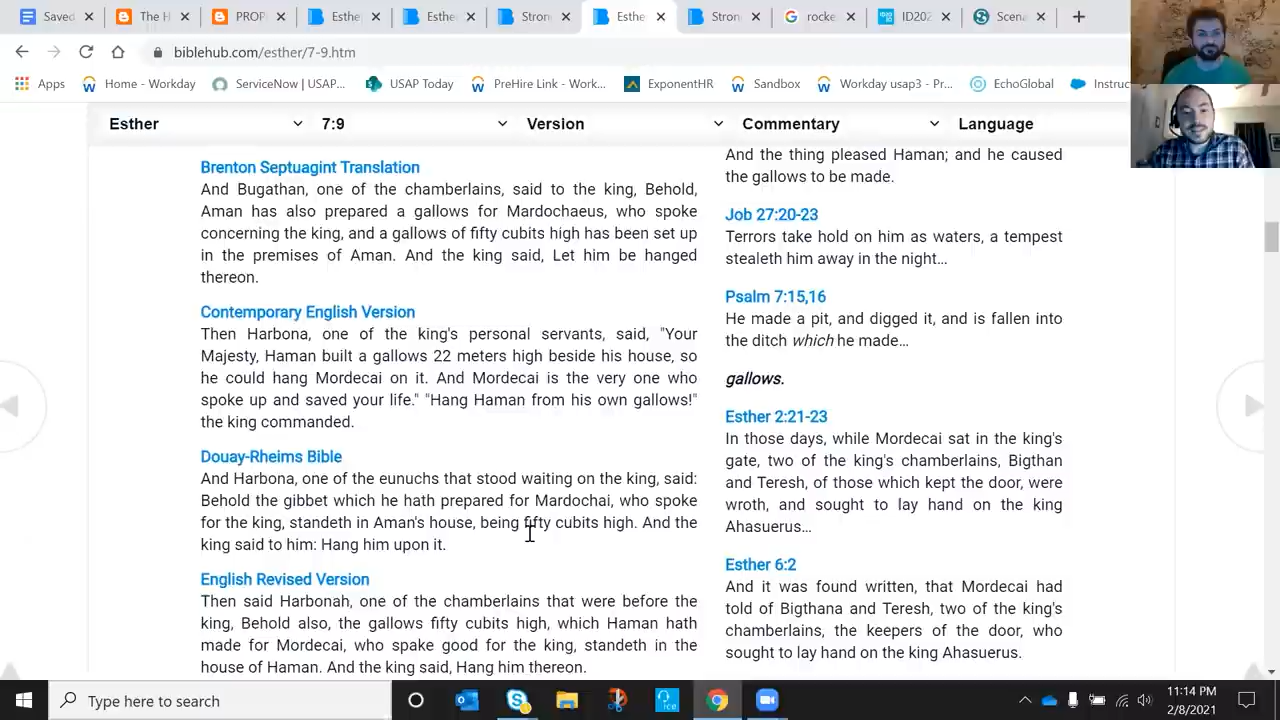 Saved
The H
PROP
Esthe
Esthe
Stron
Esthe
Stron
rocke
ID202
Scena
biblehub.com/esther/7-9.htm
Apps
Home - Workday
ServiceNow | USAP...
USAP Today
PreHire Link - Work...
ExponentHR
Sandbox
Workday usap3 - Pr...
EchoGlobal
Instruc
Esther
7:9
Version
Commentary
Language
Brenton Septuagint Translation
And Bugathan, one of the chamberlains, said to the king, Behold,
Aman has also prepared a gallows for Mardochaeus, who spoke
concerning the king, and a gallows of fifty cubits high has been set up
in the premises of Aman. And the king said, Let him be hanged
thereon.
Contemporary English Version
Then Harbona, one of the king's personal servants, said, "Your
Majesty, Haman built a gallows 22 meters high beside his house, so
he could hang Mordecai on it. And Mordecai is the very one who
spoke up and saved your life." "Hang Haman from his own gallows!"
the king commanded.
Douay-Rheims Bible
And Harbona, one of the eunuchs that stood waiting on the king, said:
Behold the gibbet which he hath prepared for Mardochai, who spoke
for the king, standeth in Aman's house, being fifty cubits high. And the
king said to him: Hang him upon it.
English Revised Version
Then said Harbonah, one of the chamberlains that were before the
king, Behold also, the gallows fifty cubits high, which Haman hath
made for Mordecai, who spake good for the king, standeth in the
house of Haman. And the king said, Hang him thereon.
And the thing pleased Haman; and he caused
the gallows to be made.
Job 27:20-23
Terrors take hold on him as waters, a tempest
stealeth him away in the night…
Psalm 7:15,16
He made a pit, and digged it, and is fallen into
the ditch which he made…
gallows.
Esther 2:21-23
In those days, while Mordecai sat in the king's
gate, two of the king's chamberlains, Bigthan
and Teresh, of those which kept the door, were
wroth, and sought to lay hand on the king
Ahasuerus…
Esther 6:2
And it was found written, that Mordecai had
told of Bigthana and Teresh, two of the king's
chamberlains, the keepers of the door, who
sought to lay hand on the king Ahasuerus.
Type here to search
11:14 PM
2/8/2021